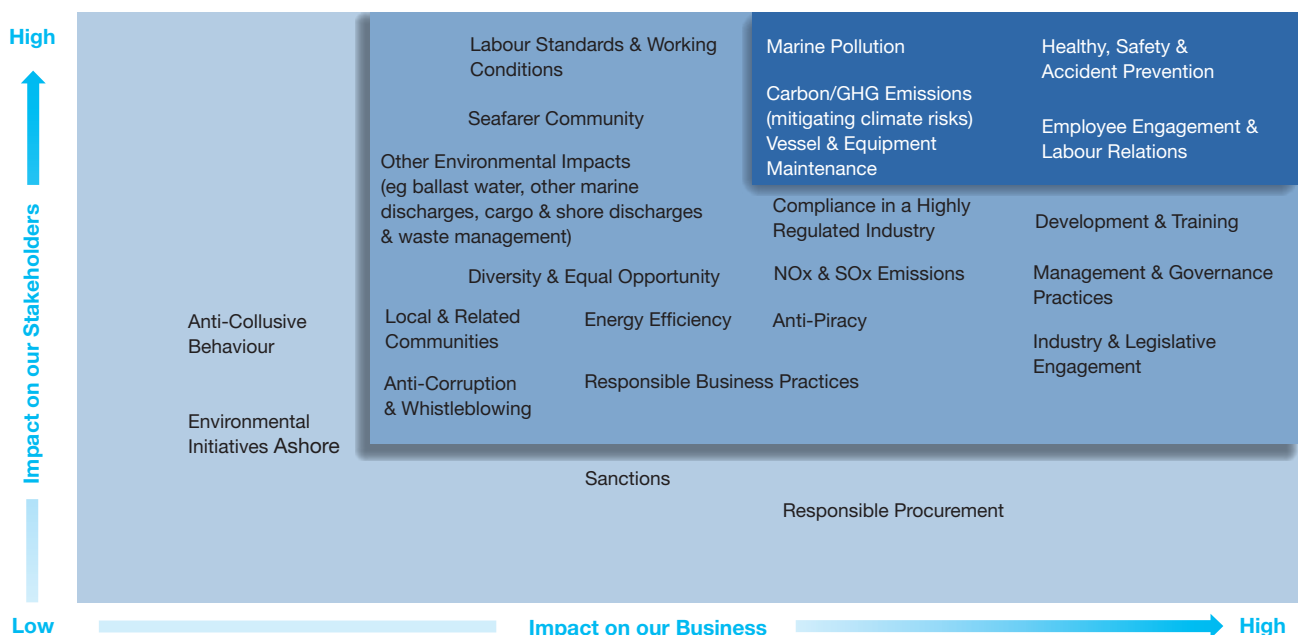 High
Impact on our Stakeholders
Low
Labour Standards & Working
Conditions
Seafarer Community
Other Environmental Impacts
(eg ballast water, other marine
discharges, cargo & shore discharges
& waste management)
Diversity & Equal Opportunity
Local & Related
Communities
Energy Efficiency
Anti-Corruption
& Whistleblowing
Responsible Business Practices
Marine Pollution
Carbon/GHG Emissions
(mitigating climate risks)
Vessel & Equipment
Maintenance
Healthy, Safety &
Accident Prevention
Employee Engagement &
Labour Relations
Compliance in a Highly
Regulated Industry
NOx & SOx Emissions
Anti-Piracy
Development & Training
Management & Governance
Practices
Industry & Legislative
Engagement
Anti-Collusive
Behaviour
Environmental
Initiatives Ashore
Sanctions
Responsible Procurement
Impact on our Business
High